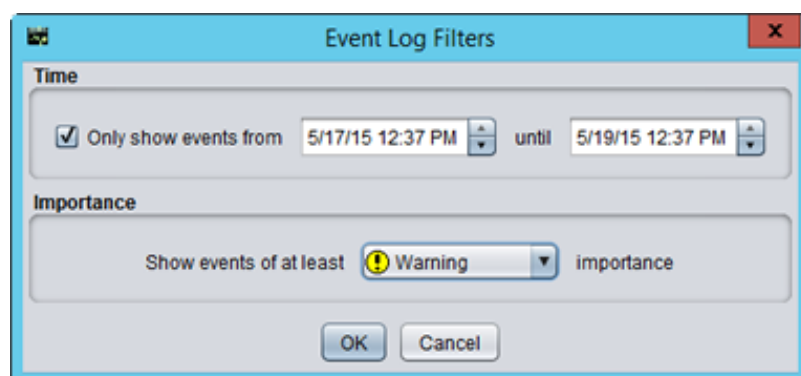 Event Log Filters
Time
Only show events from 5/17/15 12:37 PM until 5/19/15 12:37 PM
Importance
Show events of at least Warning importance
OK Cancel